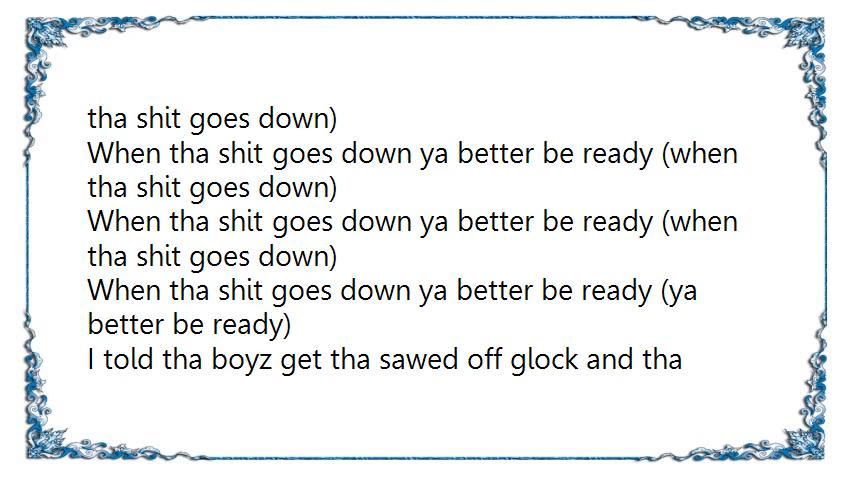 tha shit goes down)
When tha shit goes down ya better be ready (when
tha shit goes down)
When tha shit goes down ya better be ready (when
tha shit goes down)
When tha shit goes down ya better be ready (ya
better be ready)
I told tha boyz get tha sawed off glock and tha